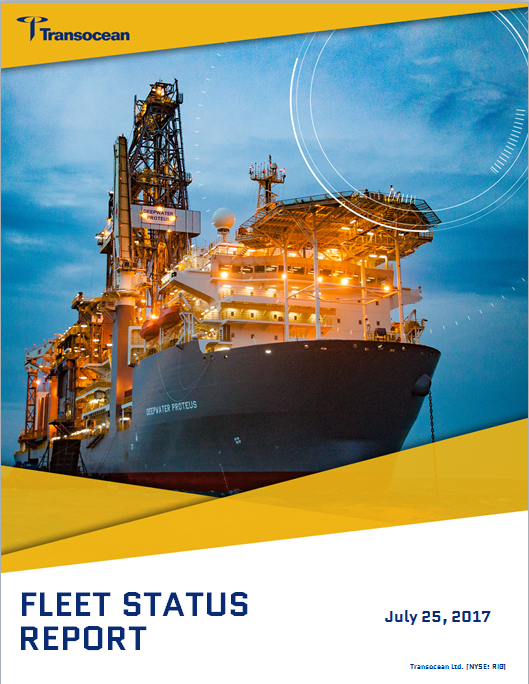 Transocean
DEEPWATER
PROTEUS
DEEPWATER PROTEUS
FLEET STATUS
REPORT
July 25, 2017
Transocean Ltd. (NYSE: RIG)